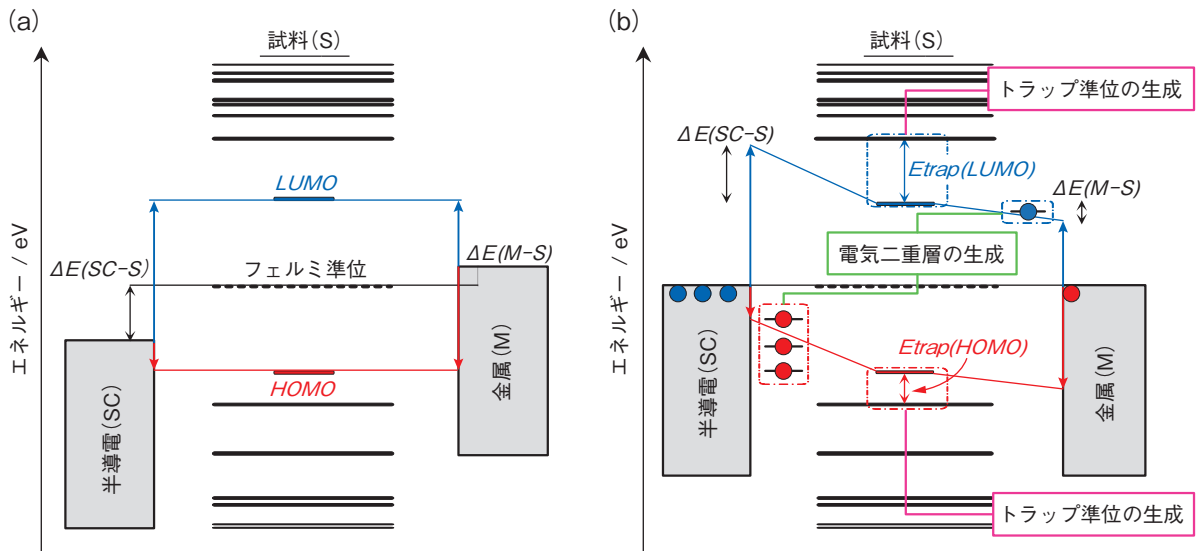 (a)
試料(S)
エネルギー / eV
LUMO
ΔE(SC-S)
フェルミ準位
ΔE(M-S)
HOMO
半導電(SC)
金属(M)
(b)
試料(S)
トラップ準位の生成
エネルギー / eV
ΔE(SC-S)
Etrap(LUMO)
ΔE(M-S)
電気二重層の生成
Etrap(HOMO)
半導電(SC)
金属(M)
トラップ準位の生成